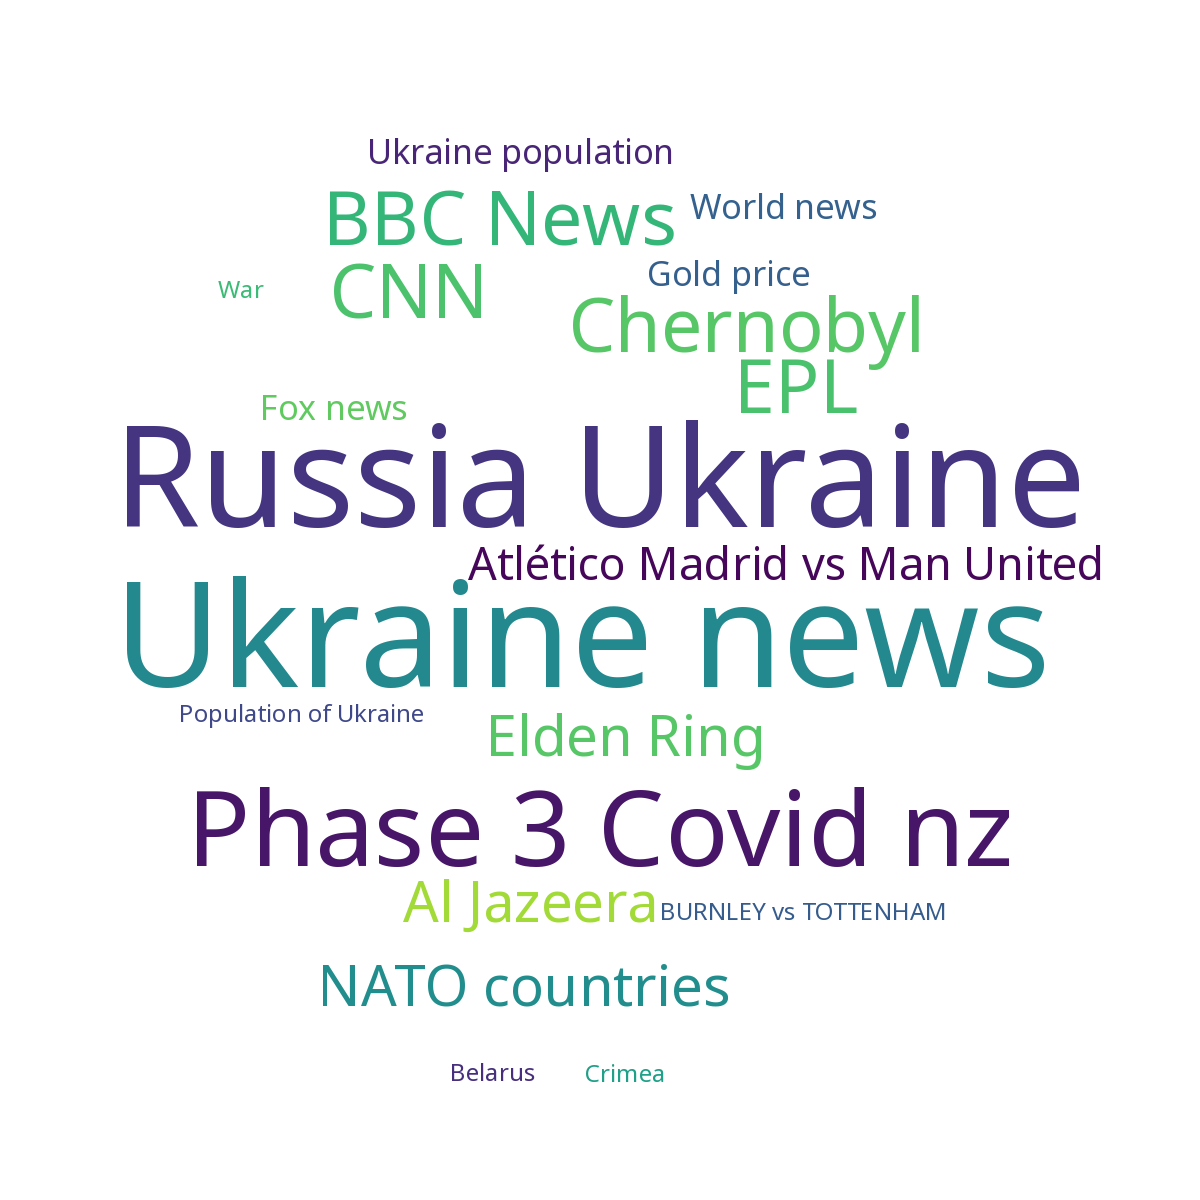 Ukraine population
BBC News
World news
CNN
War
Gold price
Chernobyl
EPL
Fox news
Russia Ukraine
Atlético Madrid vs Man United
Ukraine news
Population of Ukraine
Elden Ring
Phase 3 Covid nz
Al Jazeera
BURNLEY vs TOTTENHAM
NATO countries
Belarus
Crimea